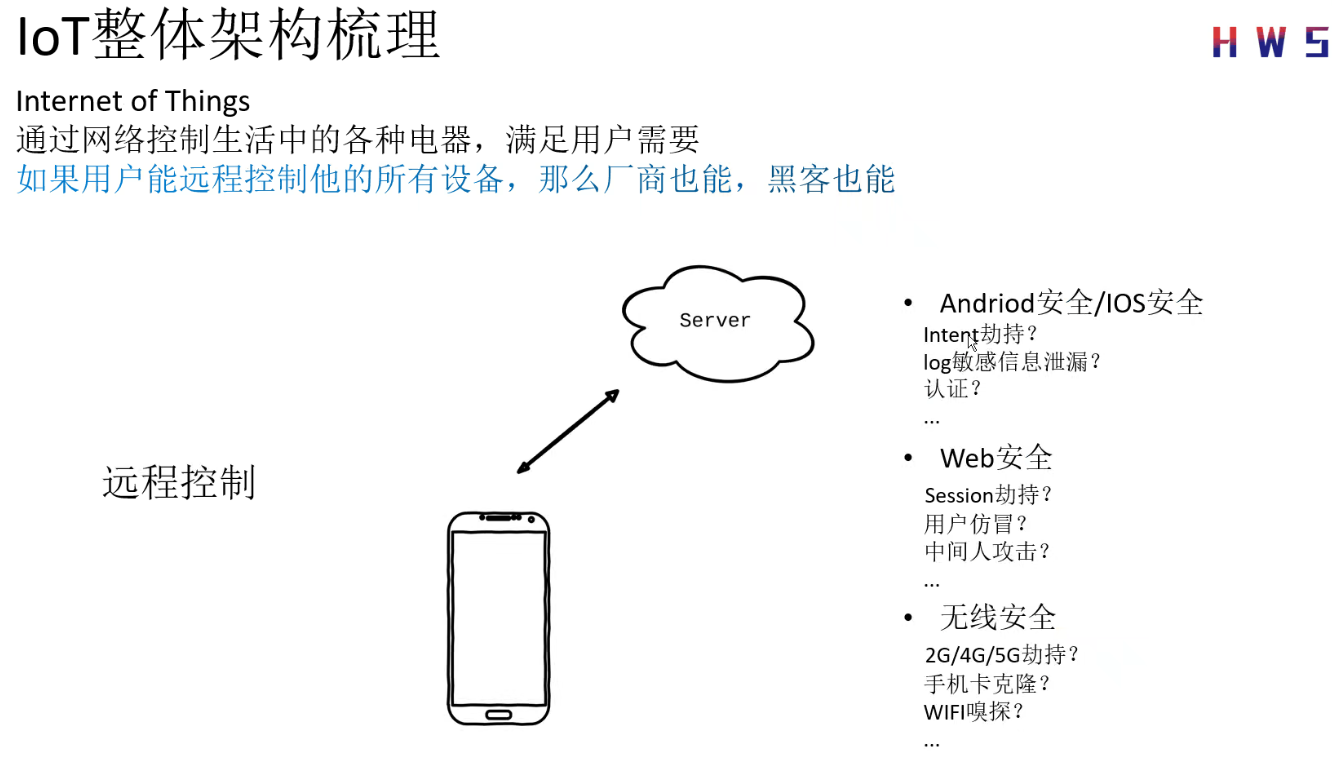 IoT整体架构梳理
HWS
Internet of Things
通过网络控制生活中的各种电器，满足用户需要
如果用户能远程控制他的所有设备，那么厂商也能，黑客也能
Server
远程控制
• Andriod安全/IOS安全
Intent劫持？
log敏感信息泄漏？
认证？
...
• Web安全
Session劫持？
用户仿冒？
中间人攻击？
...
• 无线安全
2G/4G/5G劫持？
手机卡克隆？
WIFI嗅探？
...